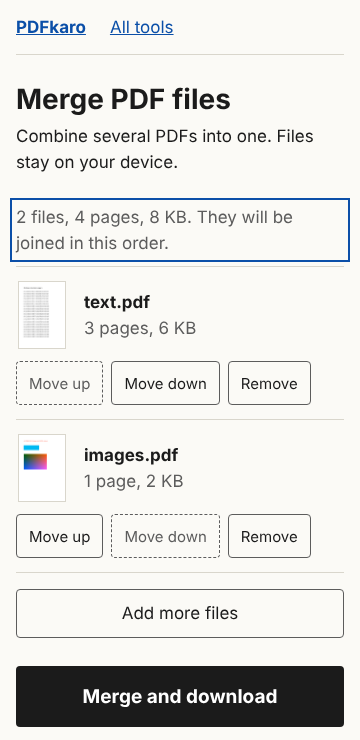 PDFkaro All tools
Merge PDF files
Combine several PDFs into one. Files
stay on your device.
2 files, 4 pages, 8 KB. They will be
joined in this order.
text.pdf
3 pages, 6 KB
Move up Move down Remove
images.pdf
1 page, 2 KB
Move up Move down Remove
Add more files
Merge and download